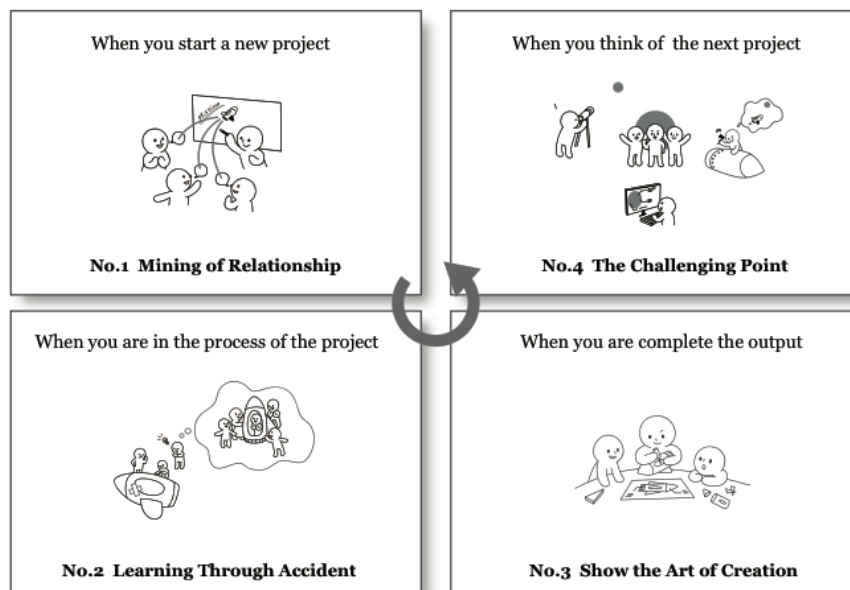 When you start a new project
No.1 Mining of Relationship
When you think of the next project
No.4 The Challenging Point
When you are in the process of the project
No.2 Learning Through Accident
When you are complete the output
No.3 Show the Art of Creation